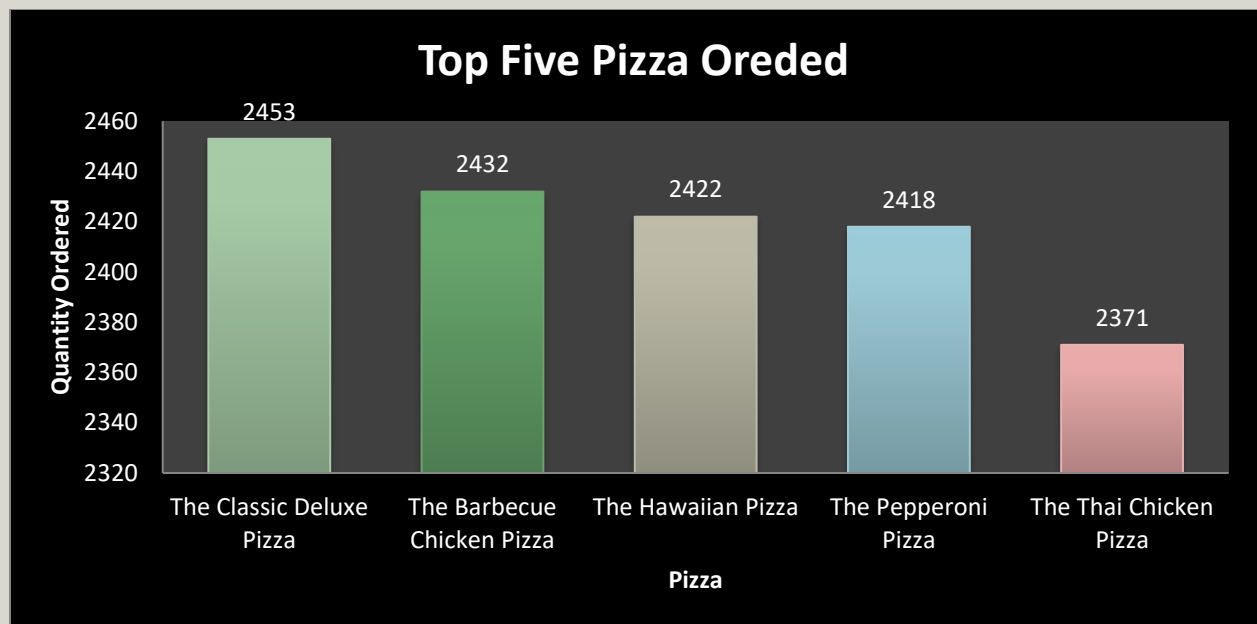 Top Five Pizza Oreded
2453
2432
2422
2418
2371
2460
2440
2420
2400
2380
2360
2340
2320
Quantity Ordered
The Classic Deluxe
Pizza
The Barbecue
Chicken Pizza
The Hawaiian Pizza
The Pepperoni
Pizza
The Thai Chicken
Pizza
Pizza